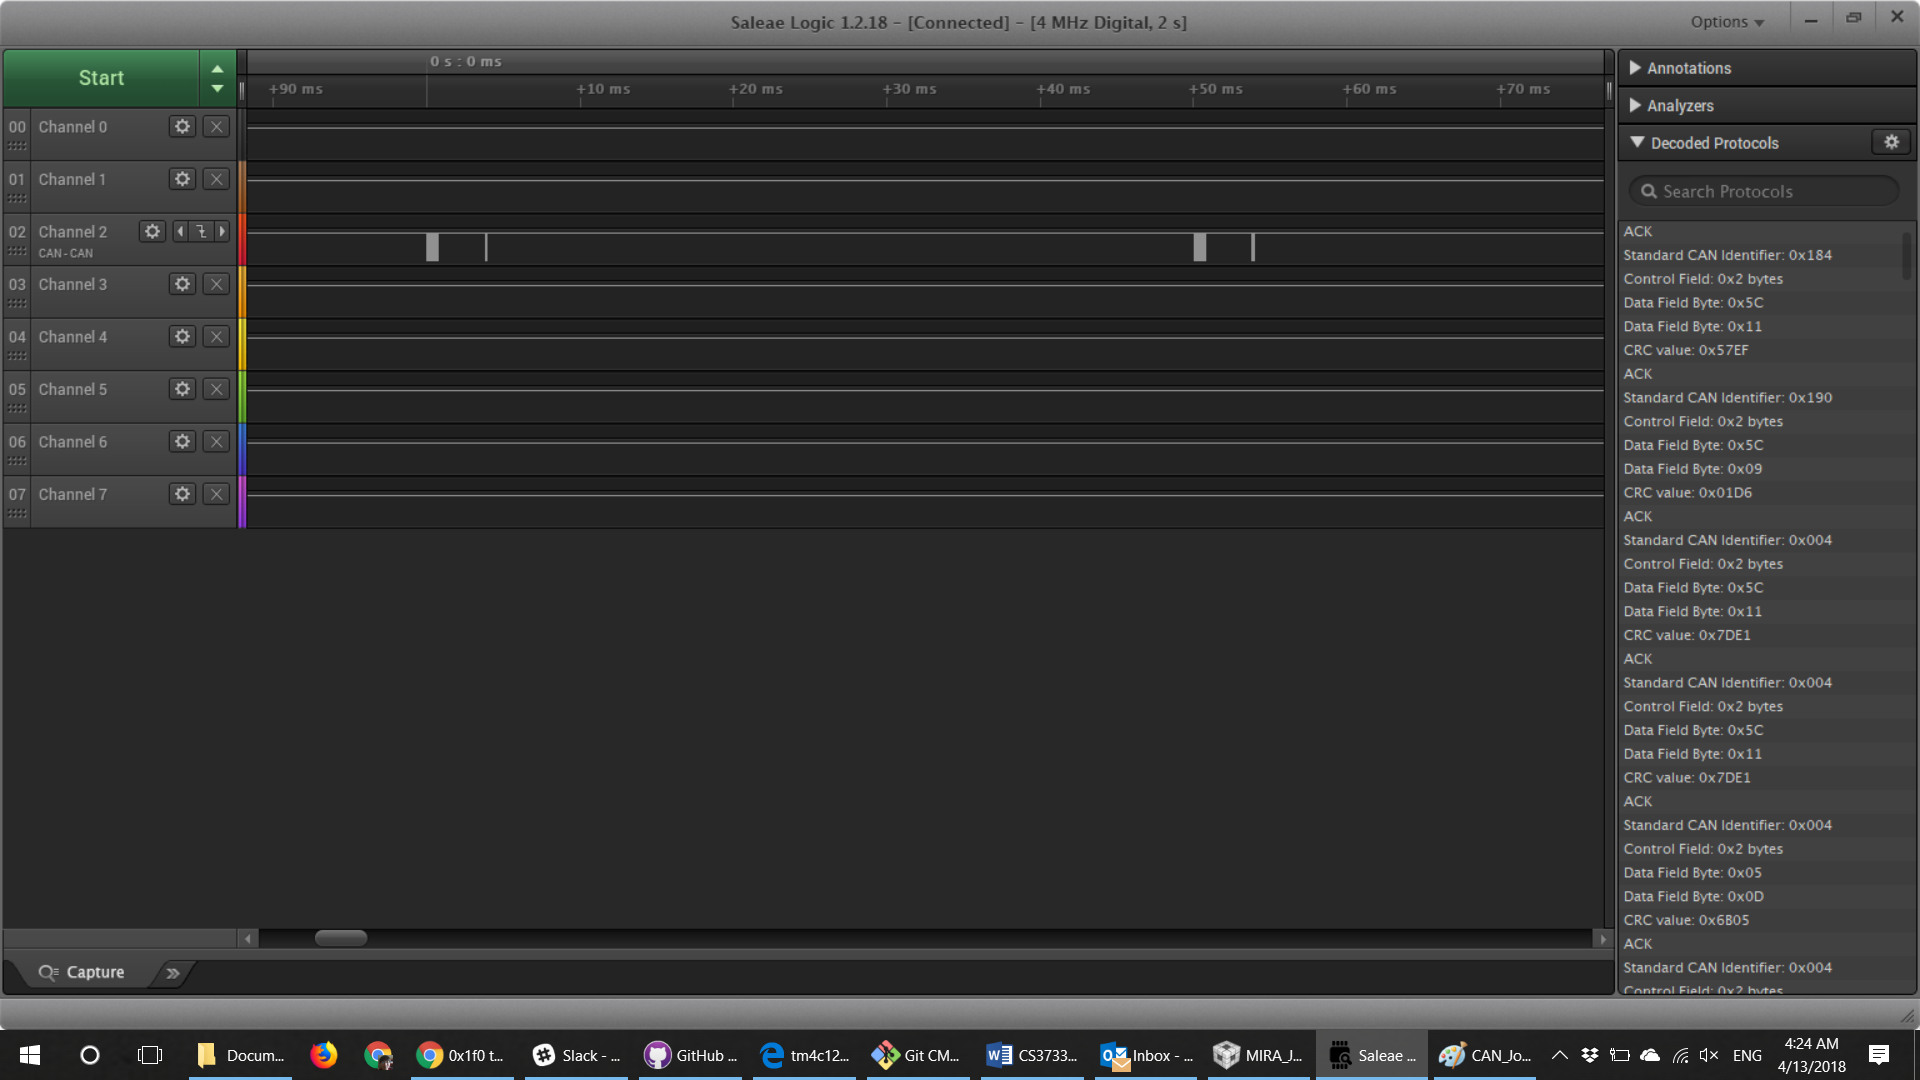 Saleae Logic 1.2.18 - [Connected] - [4 MHz Digital, 2 s]
Options
Start
0 s : 0 ms
+90 ms
+10 ms
+20 ms
+30 ms
+40 ms
+50 ms
+60 ms
+70 ms
00 Channel 0
01 Channel 1
02 Channel 2
CAN - CAN
03 Channel 3
04 Channel 4
05 Channel 5
06 Channel 6
07 Channel 7
Capture
Annotations
Analyzers
Decoded Protocols
Search Protocols
ACK
Standard CAN Identifier: 0x184
Control Field: 0x2 bytes
Data Field Byte: 0x5C
Data Field Byte: 0x11
CRC value: 0x57EF
ACK
Standard CAN Identifier: 0x190
Control Field: 0x2 bytes
Data Field Byte: 0x5C
Data Field Byte: 0x09
CRC value: 0x01D6
ACK
Standard CAN Identifier: 0x004
Control Field: 0x2 bytes
Data Field Byte: 0x5C
Data Field Byte: 0x11
CRC value: 0x7DE1
ACK
Standard CAN Identifier: 0x004
Control Field: 0x2 bytes
Data Field Byte: 0x5C
Data Field Byte: 0x11
CRC value: 0x7DE1
ACK
Standard CAN Identifier: 0x004
Control Field: 0x2 bytes
Data Field Byte: 0x05
Data Field Byte: 0x0D
CRC value: 0x6B05
ACK
Standard CAN Identifier: 0x004
Control Field: 0x2 bytes
Docum...
0x1f0 t...
Slack - ...
GitHub ...
tm4c12...
Git CM...
CS3733...
Inbox - ...
MIRA_J...
Saleae ...
CAN_Jo...
ENG
4:24 AM
4/13/2018